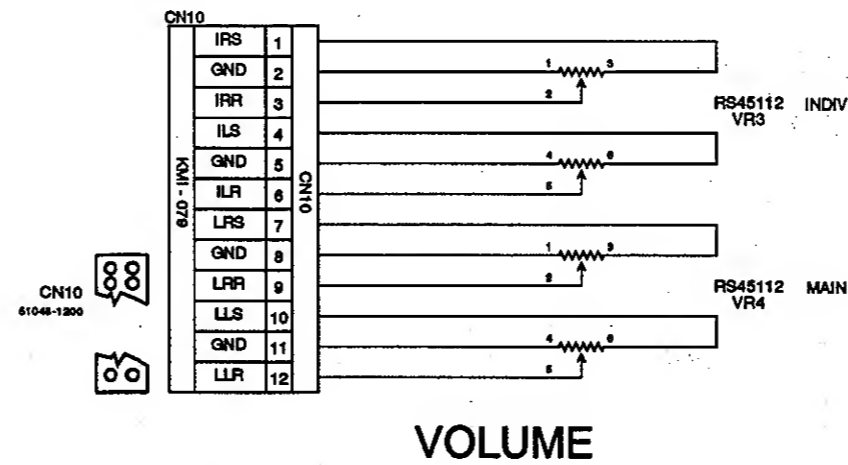 CN10
IRS 1
GND 2
IRR 3
ILS 4
GND 5
ILR 6
LRS 7
GND 8
LRR 9
LLS 10
GND 11
LLR 12
KMI - 079
CN10
CN10
51048-1200
1 3
2
RS45112 INDIV
VR3
4 6
5
1 3
2
RS45112 MAIN
VR4
4 6
5
VOLUME